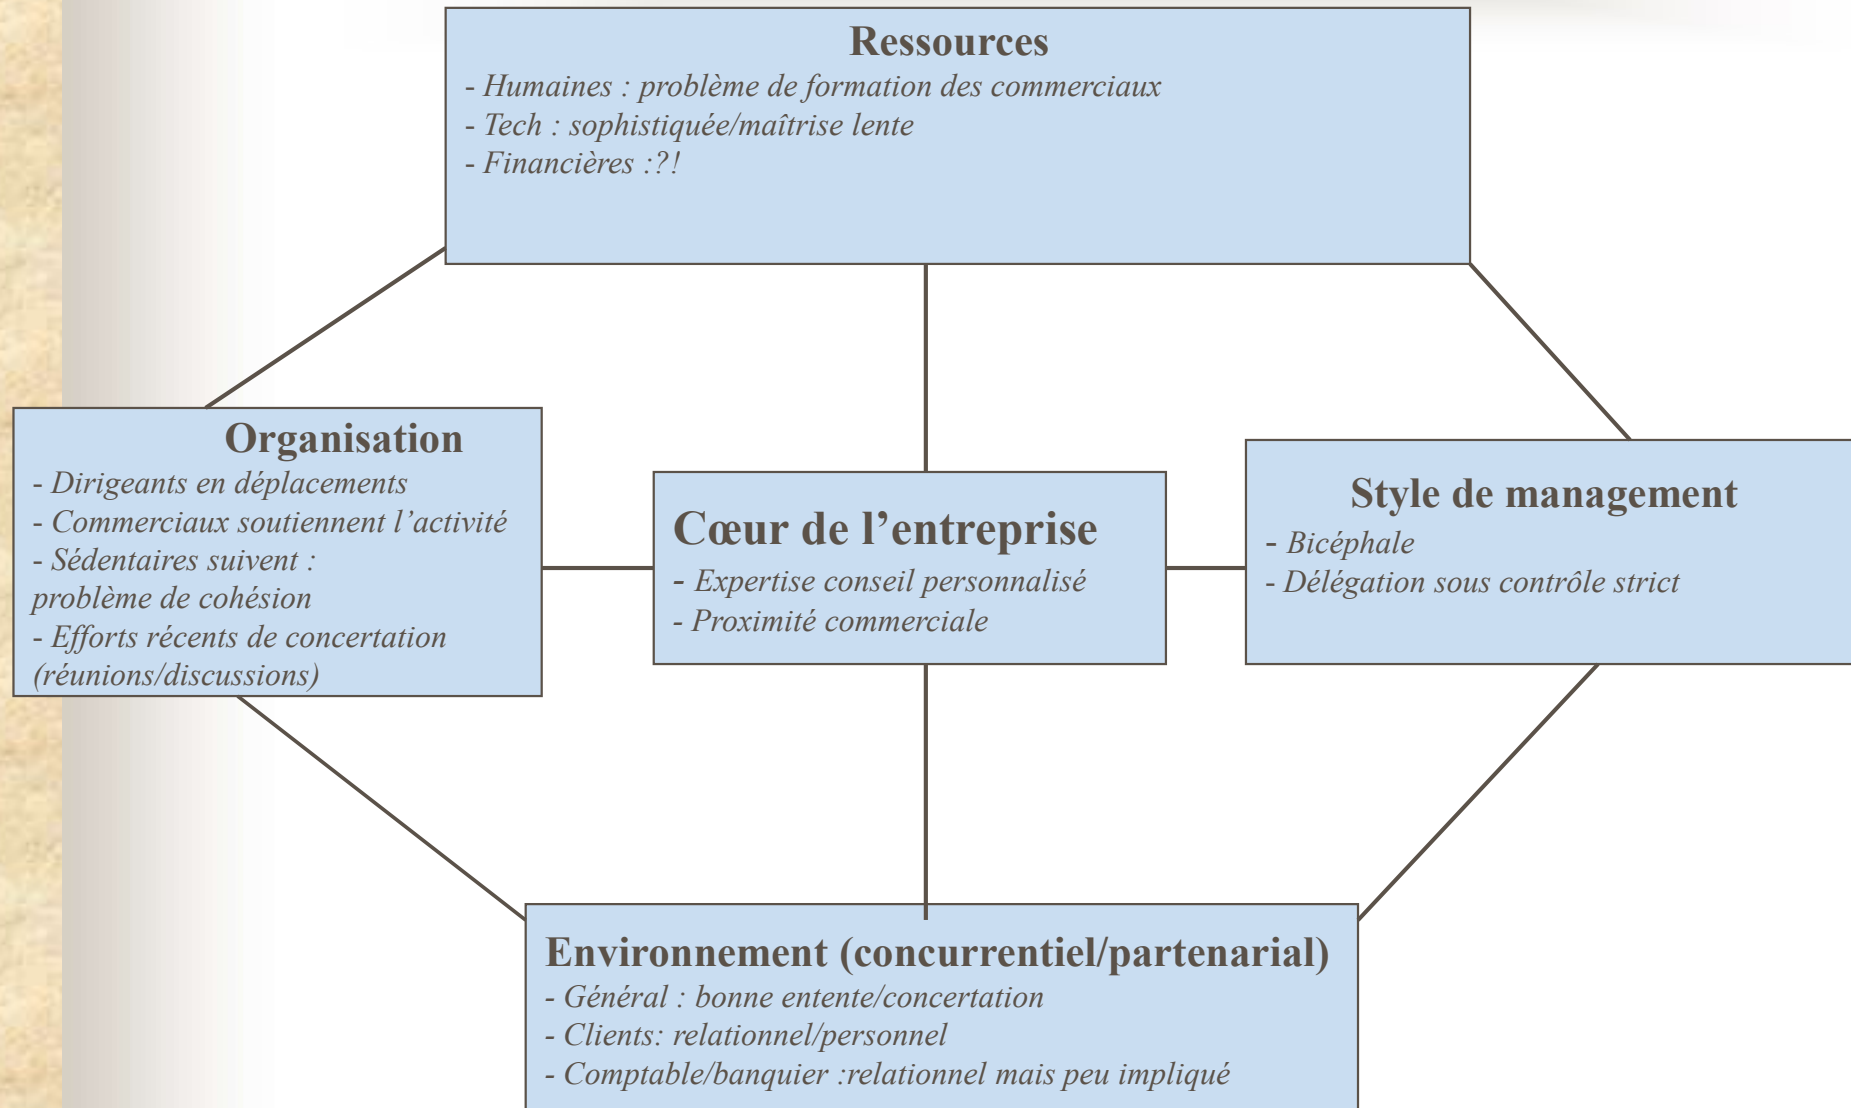 Ressources
- Humaines : problème de formation des commerciaux
- Tech : sophistiquée/maîtrise lente
- Financières :?!
Organisation
- Dirigeants en déplacements
- Commerciaux soutiennent l’activité
- Sédentaires suivent :
problème de cohésion
- Efforts récents de concertation
(réunions/discussions)
Cœur de l’entreprise
- Expertise conseil personnalisé
- Proximité commerciale
Style de management
- Bicéphale
- Délégation sous contrôle strict
Environnement (concurrentiel/partenarial)
- Général : bonne entente/concertation
- Clients: relationnel/personnel
- Comptable/banquier :relationnel mais peu impliqué